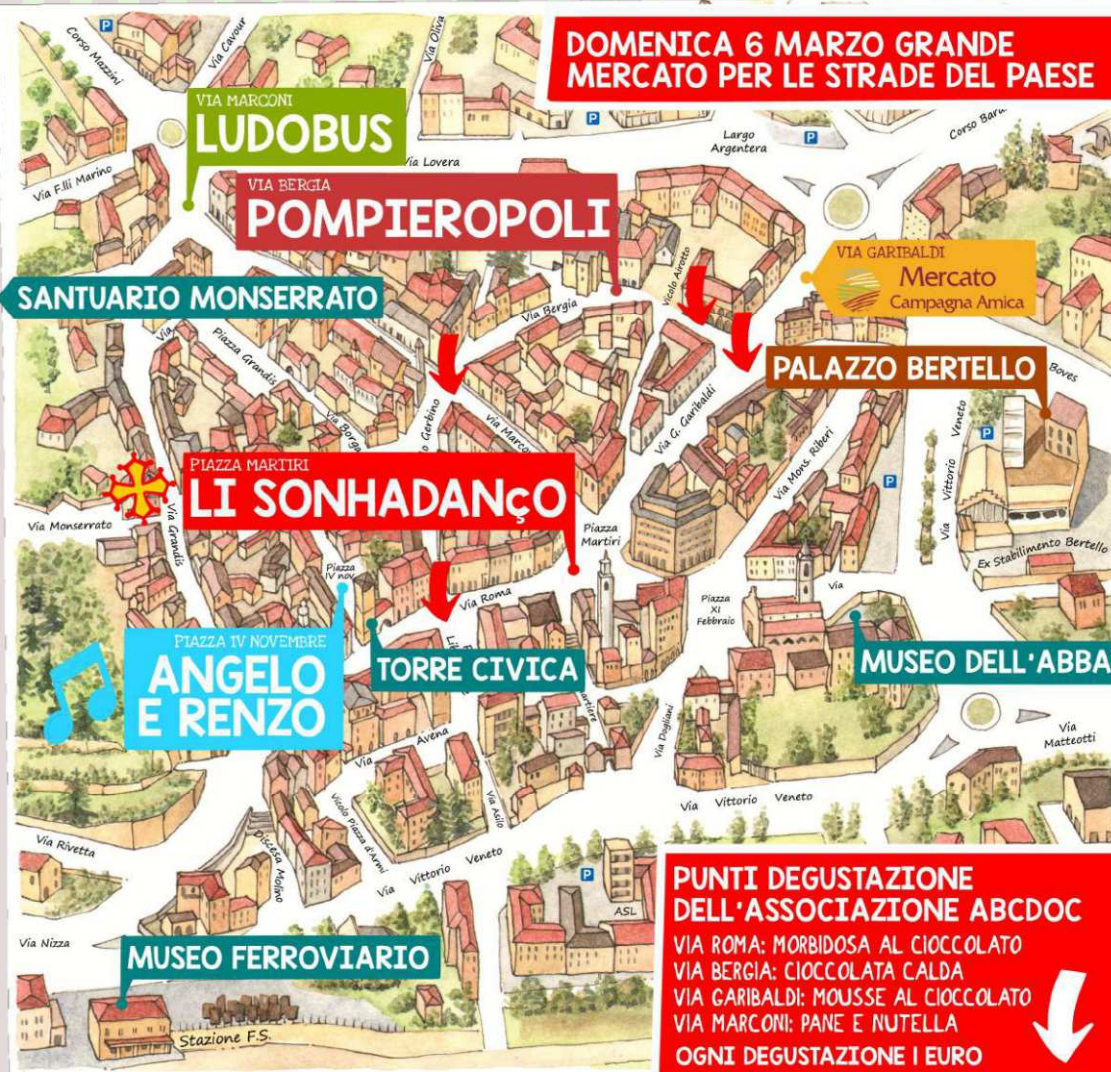 DOMENICA 6 MARZO GRANDE
MERCATO PER LE STRADE DEL PAESE
P
Corso Mazzini
Via Cavour
Via Oliva
VIA MARCONI
LUDOBUS
P
P
Largo
Argentera
Corso
Via Lovera
Via F.lli Marino
VIA BERGIA
POMPIEROPOLI
Vicolo Airotto
VIA GARIBALDI
Mercato
Campagna Amica
SANTUARIO MONSERRATO
Via
Piazza Grandis
Via Bergia
PALAZZO BERTELLO
Boves
Via Borga
Gerbino
Via Marco
Via G. Garibaldi
Via Mons. Riberi
P
P
Via Vittorio Veneto
PIAZZA MARTIRI
LI SONHADANçO
Via Monserrato
Via Grandis
Piazza
Martiri
Ex Stabilimento Bertello
Piazza
IV nov
Via Roma
Piazza
XI
Febbraio
Via
PIAZZA IV NOVEMBRE
ANGELO
E RENZO
TORRE CIVICA
MUSEO DELL'ABBA
Via Avena
Via Dogliani
Via
Matteotti
Via Asilo
Vicolo Piazza d'Armi
Via Vittorio Veneto
Via Rivetta
Discesa Molino
Via Vittorio Veneto
P
ASL
Via Nizza
MUSEO FERROVIARIO
Stazione F.S.
PUNTI DEGUSTAZIONE
DELL'ASSOCIAZIONE ABCDOC
VIA ROMA: MORBIDOSA AL CIOCCOLATO
VIA BERGIA: CIOCCOLATA CALDA
VIA GARIBALDI: MOUSSE AL CIOCCOLATO
VIA MARCONI: PANE E NUTELLA
OGNI DEGUSTAZIONE 1 EURO